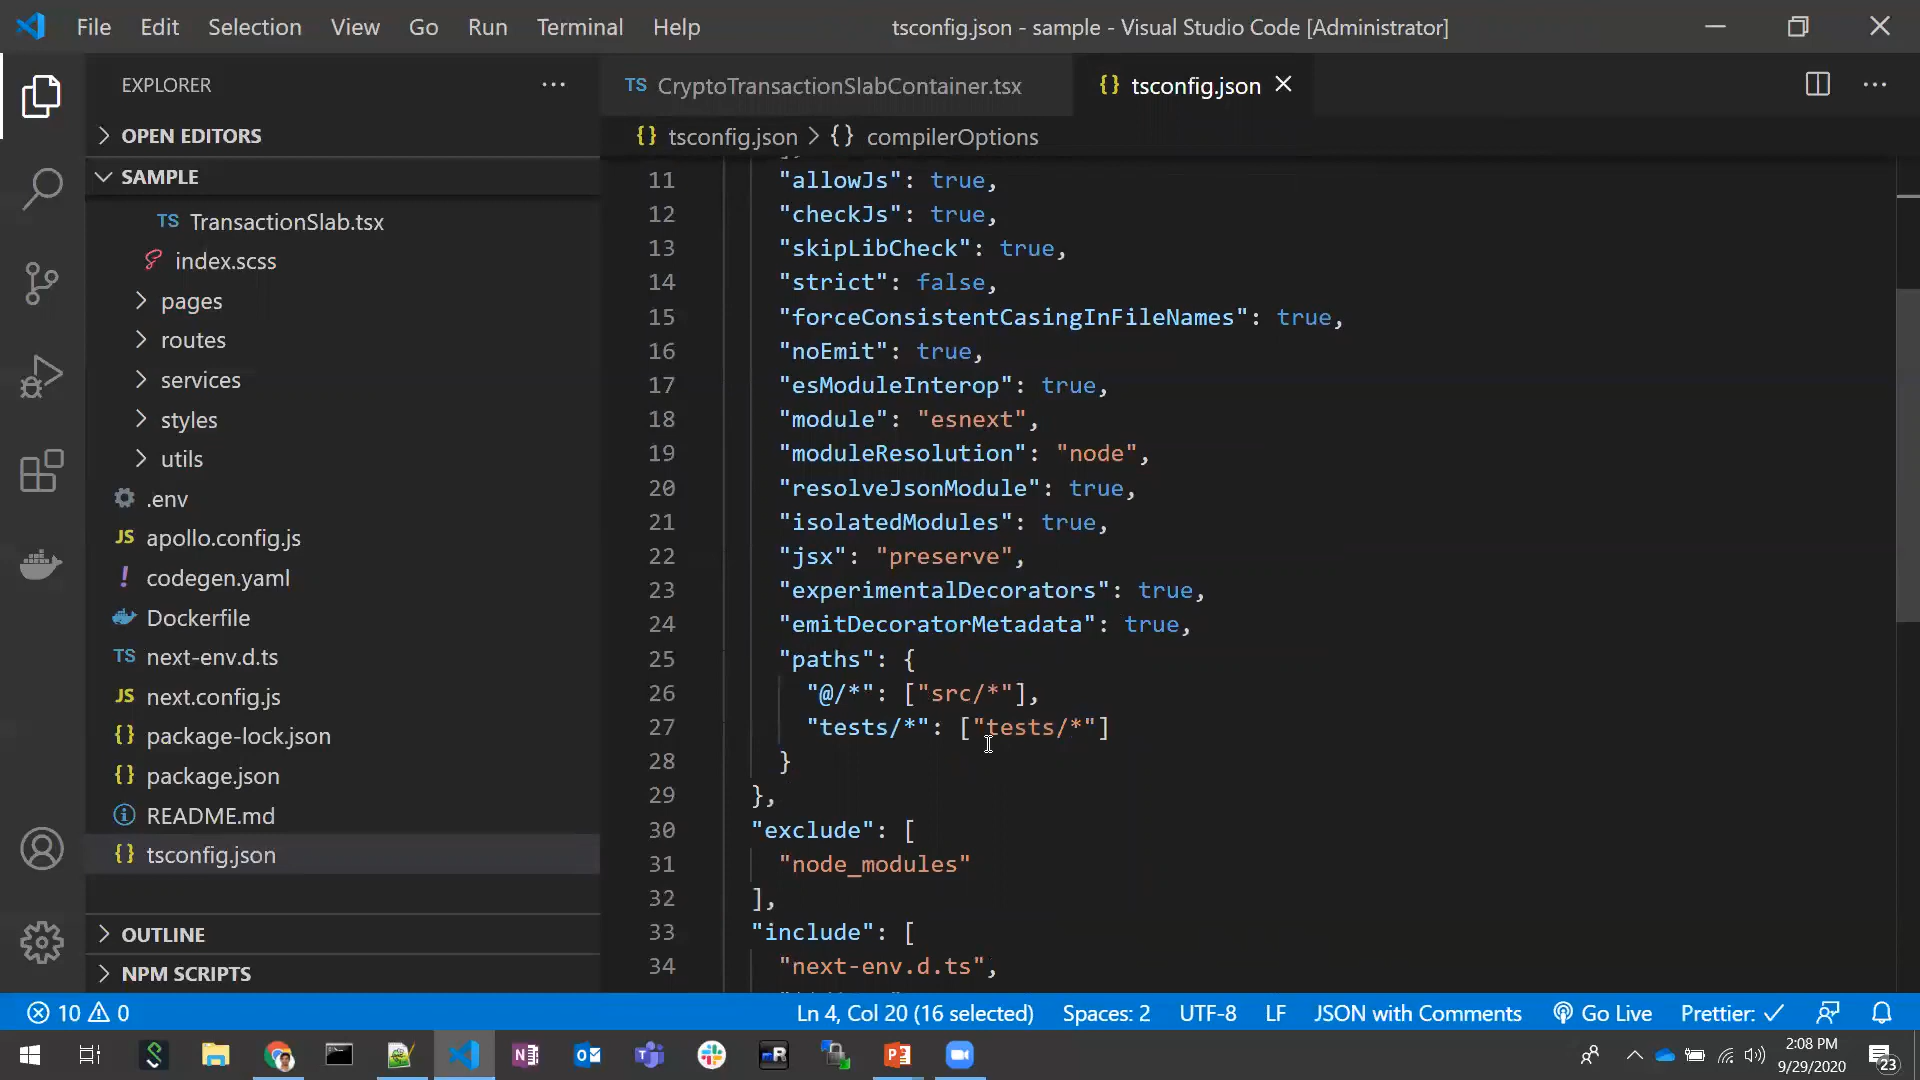 File Edit Selection View Go Run Terminal Help tsconfig.json - sample - Visual Studio Code [Administrator]
EXPLORER
OPEN EDITORS
SAMPLE
TS TransactionSlab.tsx
index.scss
pages
routes
services
styles
utils
.env
JS apollo.config.js
! codegen.yaml
Dockerfile
TS next-env.d.ts
JS next.config.js
{} package-lock.json
{} package.json
README.md
{} tsconfig.json
OUTLINE
NPM SCRIPTS
TS CryptoTransactionSlabContainer.tsx {} tsconfig.json
{} tsconfig.json > {} compilerOptions
11 "allowJs": true,
12 "checkJs": true,
13 "skipLibCheck": true,
14 "strict": false,
15 "forceConsistentCasingInFileNames": true,
16 "noEmit": true,
17 "esModuleInterop": true,
18 "module": "esnext",
19 "moduleResolution": "node",
20 "resolveJsonModule": true,
21 "isolatedModules": true,
22 "jsx": "preserve",
23 "experimentalDecorators": true,
24 "emitDecoratorMetadata": true,
25 "paths": {
26 "@/*": ["src/*"],
27 "tests/*": ["tests/*"]
28 }
29 },
30 "exclude": [
31 "node_modules"
32 ],
33 "include": [
34 "next-env.d.ts",
10 0 Ln 4, Col 20 (16 selected) Spaces: 2 UTF-8 LF JSON with Comments Go Live Prettier: ✓
2:08 PM
9/29/2020
23